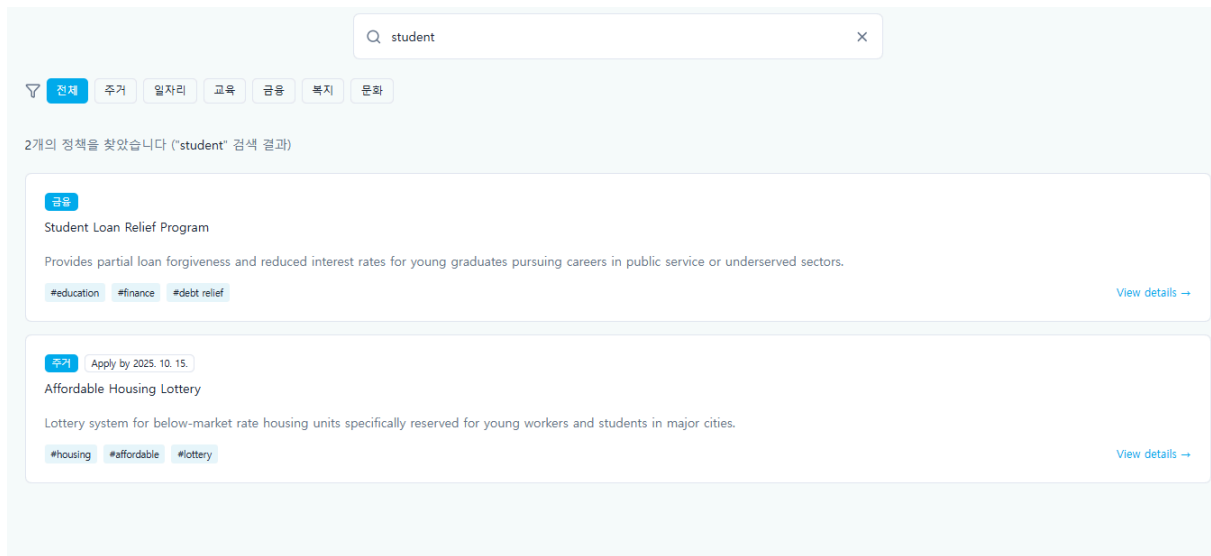 student
전체 주거 일자리 교육 금융 복지 문화
2개의 정책을 찾았습니다 ("student" 검색 결과)
금융
Student Loan Relief Program
Provides partial loan forgiveness and reduced interest rates for young graduates pursuing careers in public service or underserved sectors.
#education #finance #debt relief View details →
주거 Apply by 2025. 10. 15.
Affordable Housing Lottery
Lottery system for below-market rate housing units specifically reserved for young workers and students in major cities.
#housing #affordable #lottery View details →